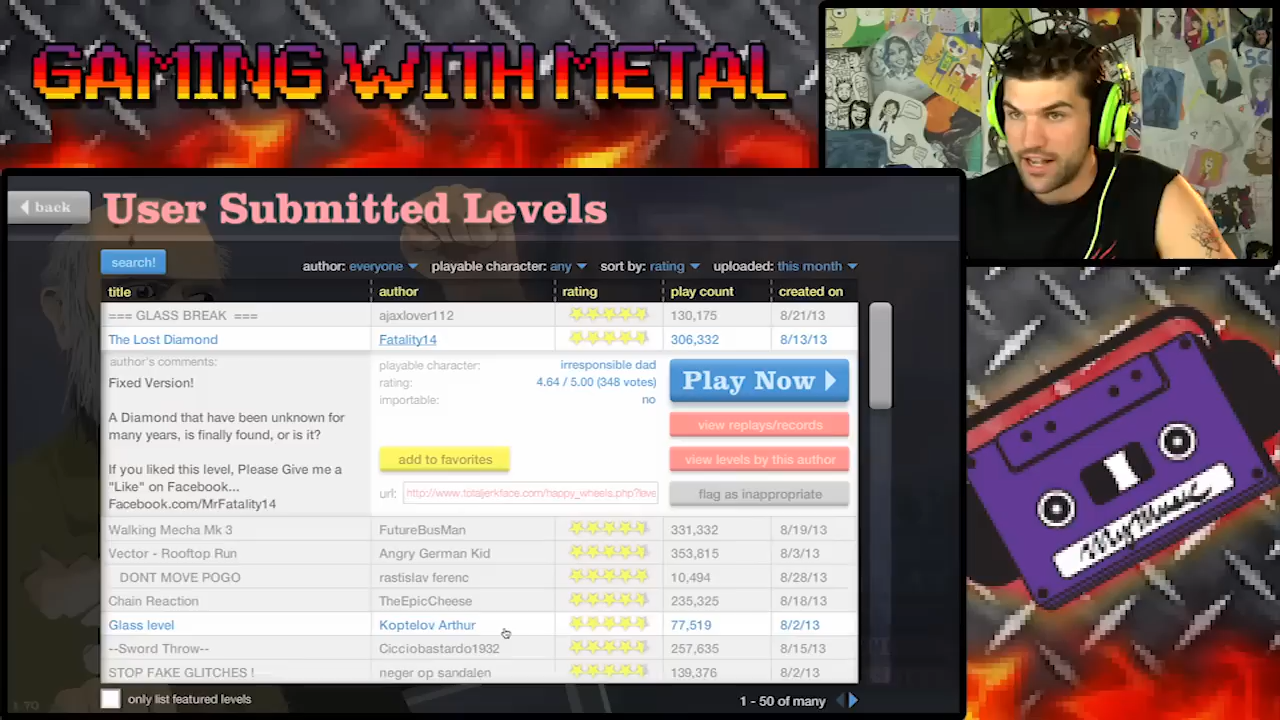 GAMING WITH METAL
back
User Submitted Levels
search!
author: everyone playable character: any sort by: rating uploaded: this month
title author rating play count created on
=== GLASS BREAK === ajaxlover112 130,175 8/21/13
The Lost Diamond Fatality14 306,332 8/13/13
author's comments:
Fixed Version!
A Diamond that have been unknown for
many years, is finally found, or is it?
If you liked this level, Please Give me a
"Like" on Facebook...
Facebook.com/MrFatality14
playable character: irresponsible dad
rating: 4.64 / 5.00 (348 votes)
importable: no
add to favorites
url: http://www.totaljerkface.com/happy_wheels.php?leve
Play Now
view replays/records
view levels by this author
flag as inappropriate
Walking Mecha Mk 3 FutureBusMan 331,332 8/19/13
Vector - Rooftop Run Angry German Kid 353,815 8/3/13
DONT MOVE POGO rastislav ferenc 10,494 8/28/13
Chain Reaction TheEpicCheese 235,325 8/18/13
Glass level Koptelov Arthur 77,519 8/2/13
--Sword Throw-- Cicciobastardo1932 257,635 8/15/13
STOP FAKE GLITCHES ! neger op sandalen 139,376 8/2/13
only list featured levels
1 - 50 of many